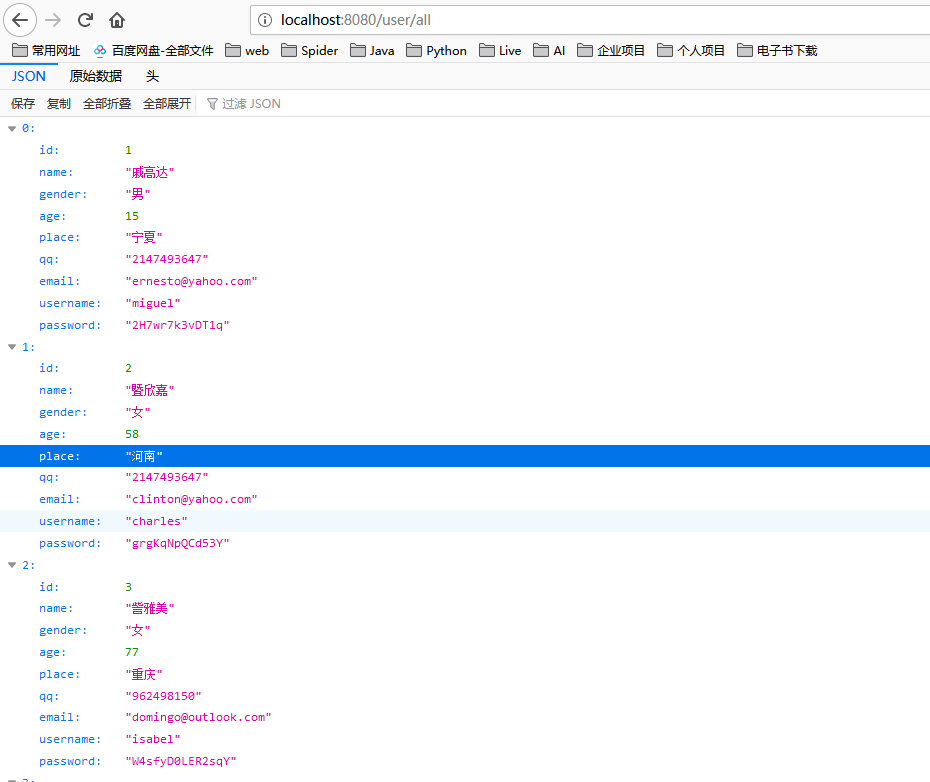 localhost:8080/user/all
常用网址 百度网盘-全部文件 web Spider Java Python Live AI 企业项目 个人项目 电子书下载
JSON 原始数据 头
保存 复制 全部折叠 全部展开 过滤 JSON
0:
id: 1
name: "戚高达"
gender: "男"
age: 15
place: "宁夏"
qq: "2147493647"
email: "ernesto@yahoo.com"
username: "miguel"
password: "2H7wr7k3vDT1q"
1:
id: 2
name: "暨欣嘉"
gender: "女"
age: 58
place: "河南"
qq: "2147493647"
email: "clinton@yahoo.com"
username: "charles"
password: "grgKqNpQCd53Y"
2:
id: 3
name: "訾雅美"
gender: "女"
age: 77
place: "重庆"
qq: "962498150"
email: "domingo@outlook.com"
username: "isabel"
password: "W4sfyD0LER2sqY"